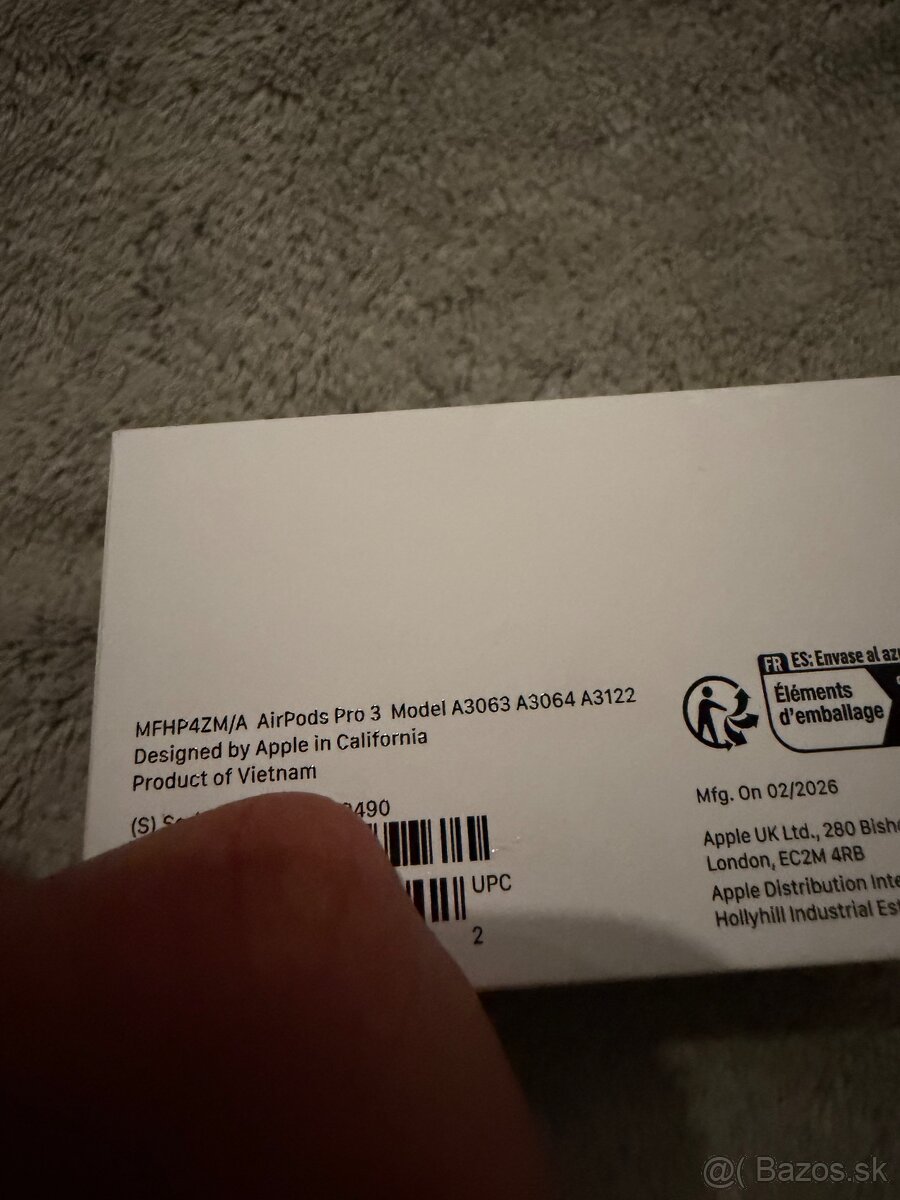 MFHP4ZM/A AirPods Pro 3 Model A3063 A3064 A3122
Designed by Apple in California
Product of Vietnam
(S) 490
UPC
2
FR ES: Envase al
Éléments
d'emballage
Mfg. On 02/2026
Apple UK Ltd., 280
London, EC2M 4RB
Apple Distribution
Hollyhill Industrial
@( Bazos.sk